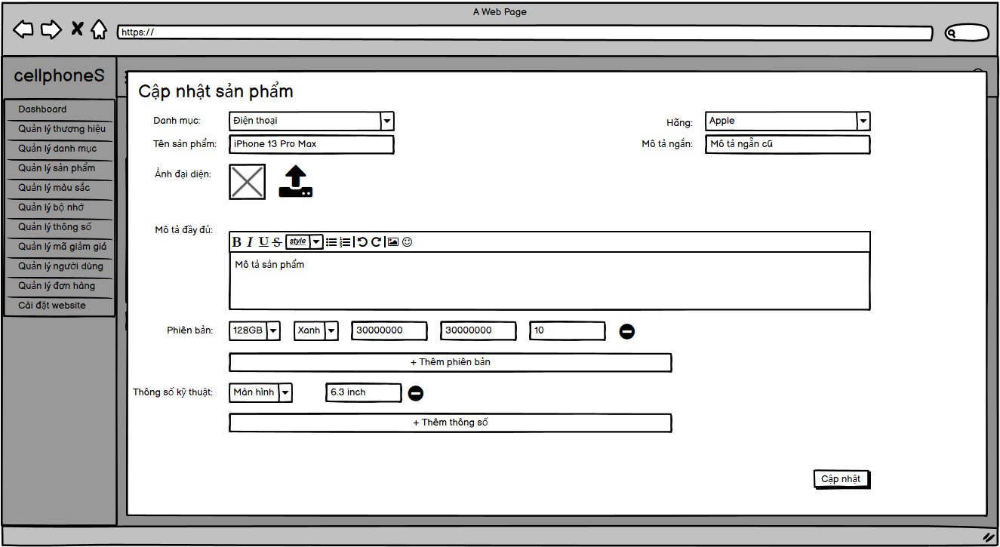 A Web Page
https://
cellphoneS
Dashboard
Quản lý thương hiệu
Quản lý danh mục
Quản lý sản phẩm
Quản lý màu sắc
Quản lý bộ nhớ
Quản lý thông số
Quản lý mã giảm giá
Quản lý người dùng
Quản lý đơn hàng
Cài đặt website
Cập nhật sản phẩm
Danh mục: Điện thoại Hãng: Apple
Tên sản phẩm: iPhone 13 Pro Max Mô tả ngắn: Mô tả ngắn cũ
Ảnh đại diện:
Mô tả đầy đủ:
B I U S style
Mô tả sản phẩm
Phiên bản: 128GB Xanh 30000000 30000000 10
+ Thêm phiên bản
Thông số kỹ thuật: Màn hình 6.3 inch
+ Thêm thông số
Cập nhật